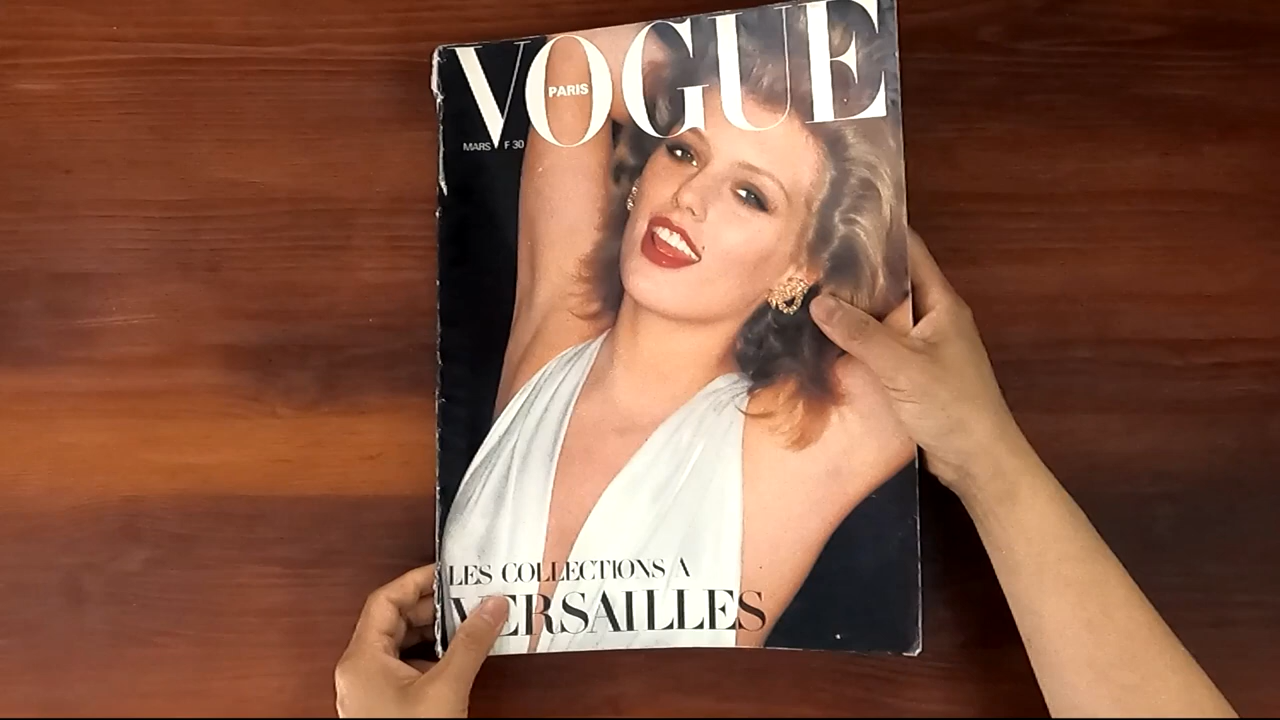 VOGUE
PARIS
MARS F 30
LES COLLECTIONS A
VERSAILLES